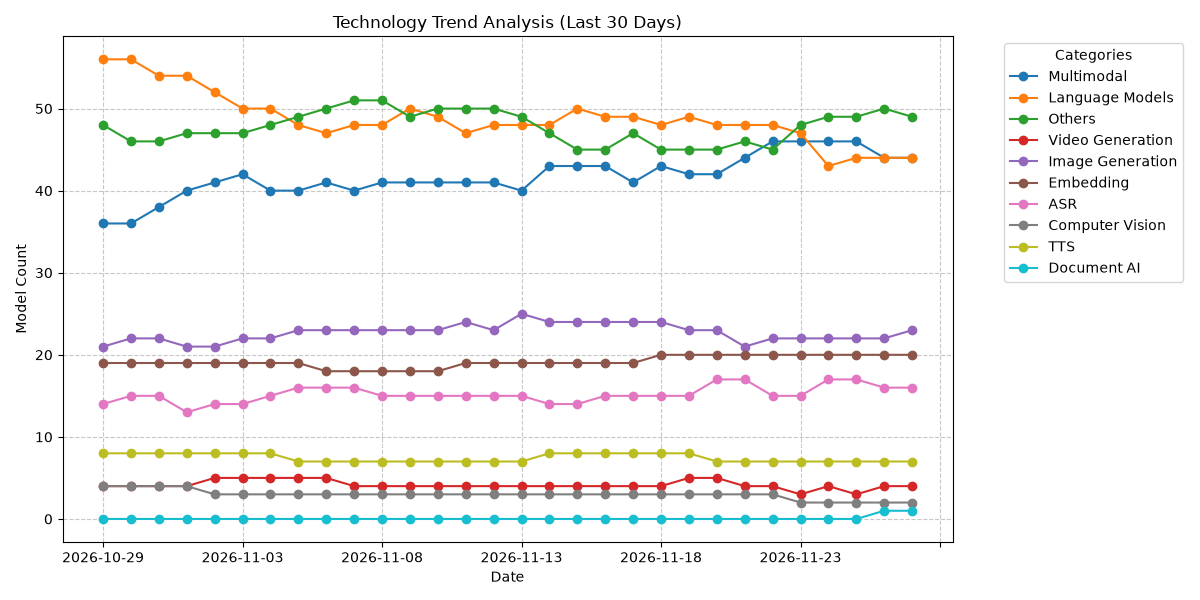 Technology Trend Analysis (Last 30 Days)
Categories
Multimodal
Language Models
Others
Video Generation
Image Generation
Embedding
ASR
Computer Vision
TTS
Document AI
Model Count
50
40
30
20
10
0
2026-10-29 2026-11-03 2026-11-08 2026-11-13 2026-11-18 2026-11-23
Date